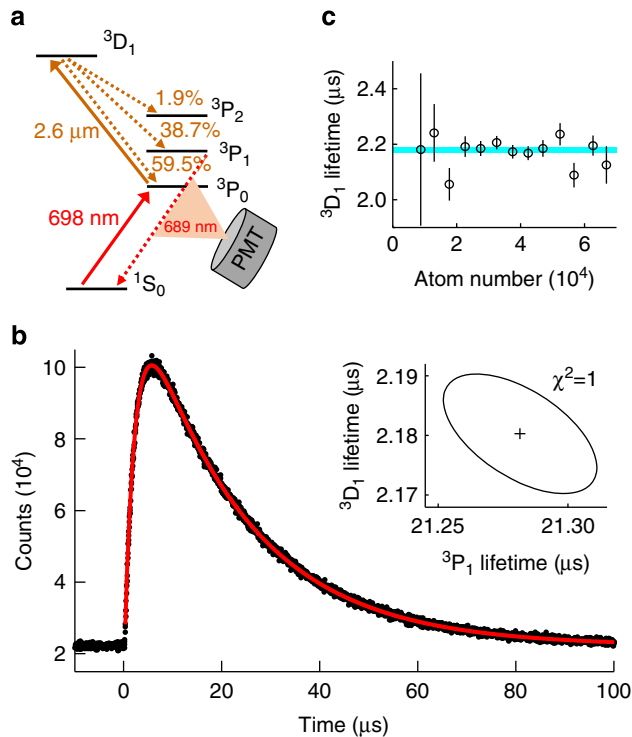 a
³D₁
1.9%
³P₂
2.6 μm
38.7%
³P₁
59.5%
³P₀
698 nm
689 nm
PMT
¹S₀
c
³D₁ lifetime (μs)
2.4
2.2
2.0
0
2
4
6
Atom number (10⁴)
b
Counts (10⁴)
10
8
6
4
2
0
20
40
60
80
100
Time (μs)
³D₁ lifetime (μs)
2.19
2.18
2.17
χ²=1
21.25
21.30
³P₁ lifetime (μs)